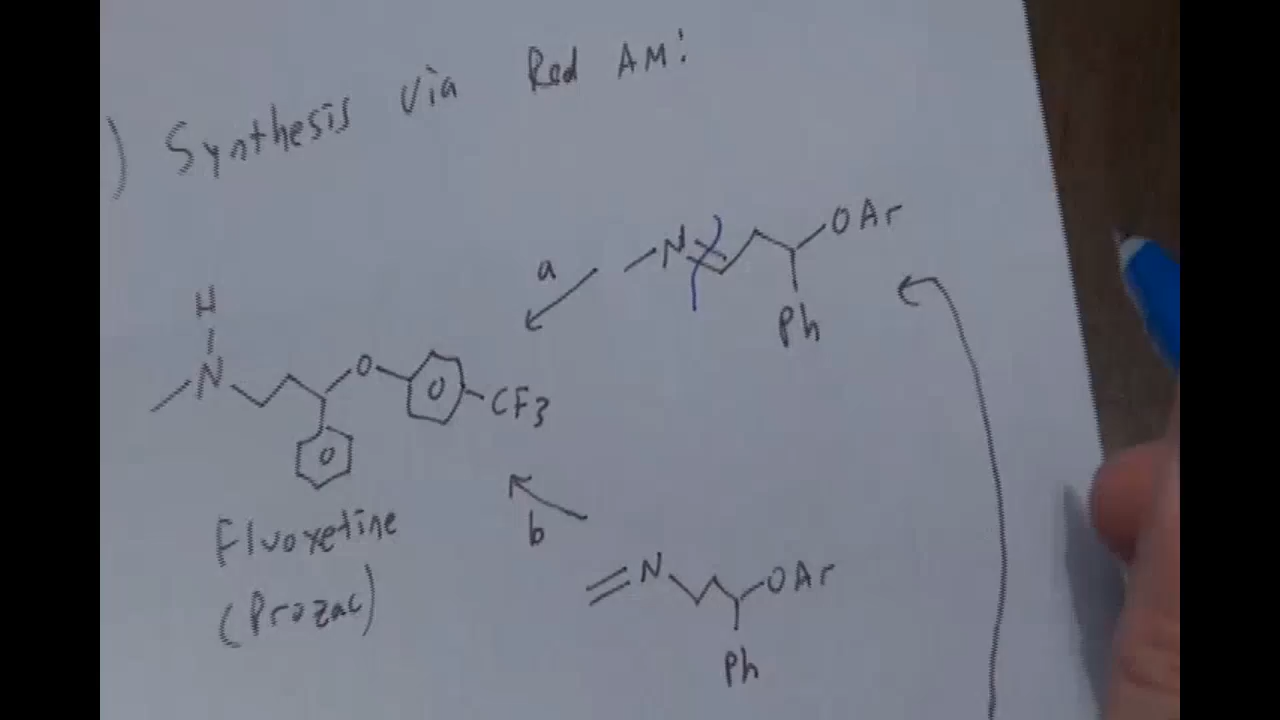 ) Synthesis via Red AM:
N
OAr
a
Ph
H
N
O
CF3
b
N
OAr
Fluoxetine
(Prozac)
Ph